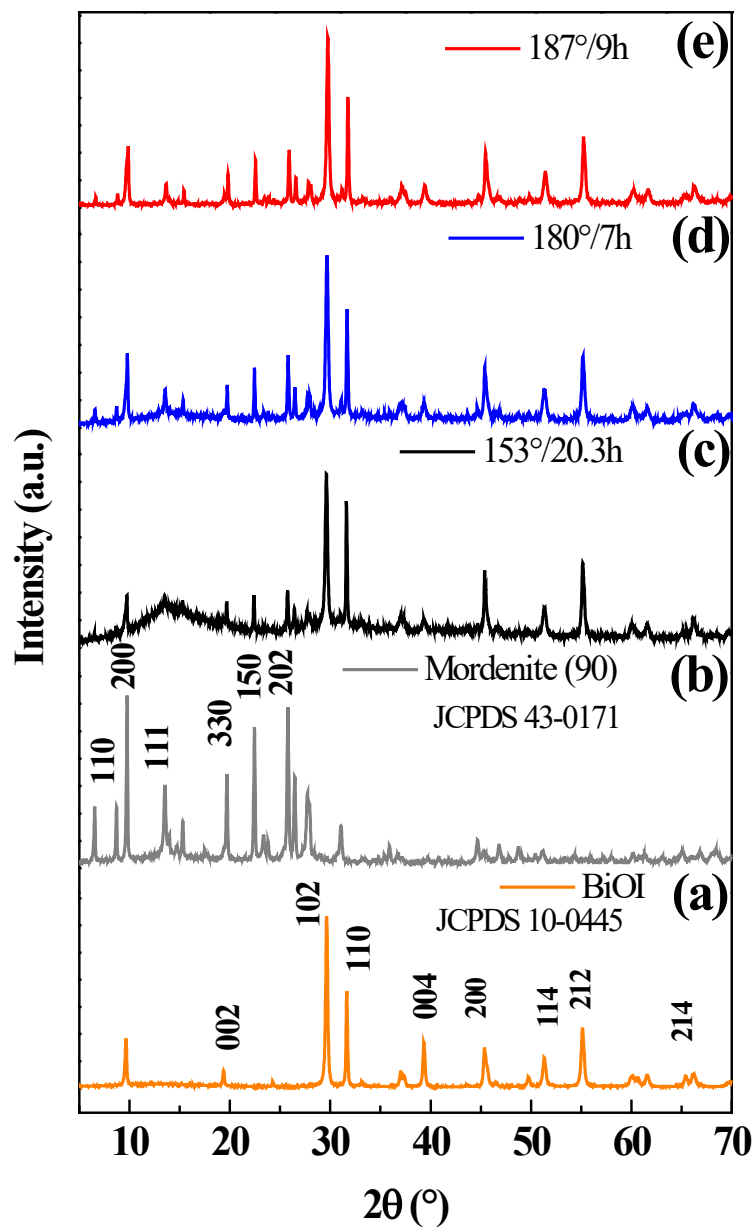 (e)
187°/9h
(d)
180°/7h
(c)
153°/20.3h
(b)
Mordenite (90)
JCPDS 43-0171
110
200
111
330
150
202
(a)
BiOI
JCPDS 10-0445
002
102
110
004
200
114
212
214
Intensity (a.u.)
10 20 30 40 50 60 70
2θ (°)